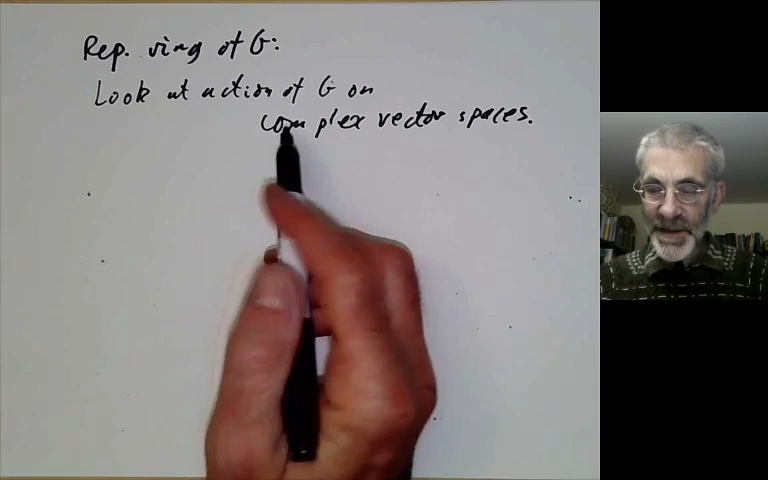 Rep. ring of G:
Look at action of G on
complex vector spaces.